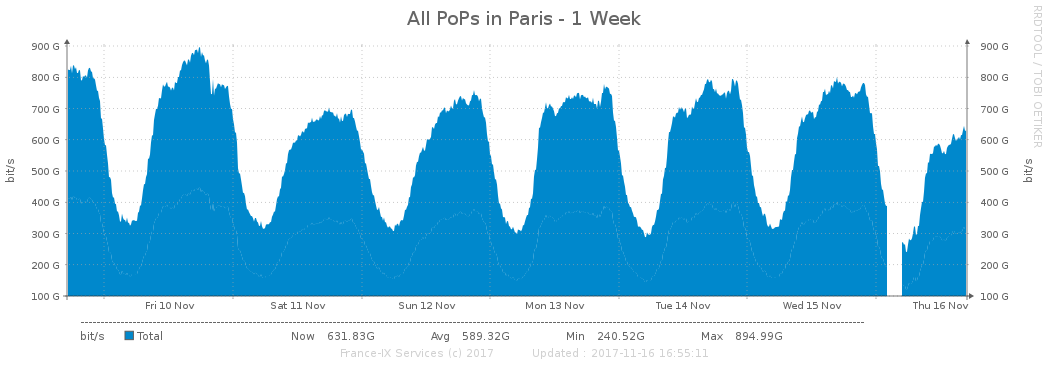 All PoPs in Paris - 1 Week
RRDTOOL / TOBI OETIKER
900 G 900 G
800 G 800 G
700 G 700 G
600 G 600 G
500 G 500 G
400 G 400 G
300 G 300 G
200 G 200 G
100 G 100 G
bit/s
bit/s
Fri 10 Nov Sat 11 Nov Sun 12 Nov Mon 13 Nov Tue 14 Nov Wed 15 Nov Thu 16 Nov
bit/s Total Now 631.83G Avg 589.32G Min 240.52G Max 894.99G
France-IX Services (c) 2017 Updated : 2017-11-16 16:55:11